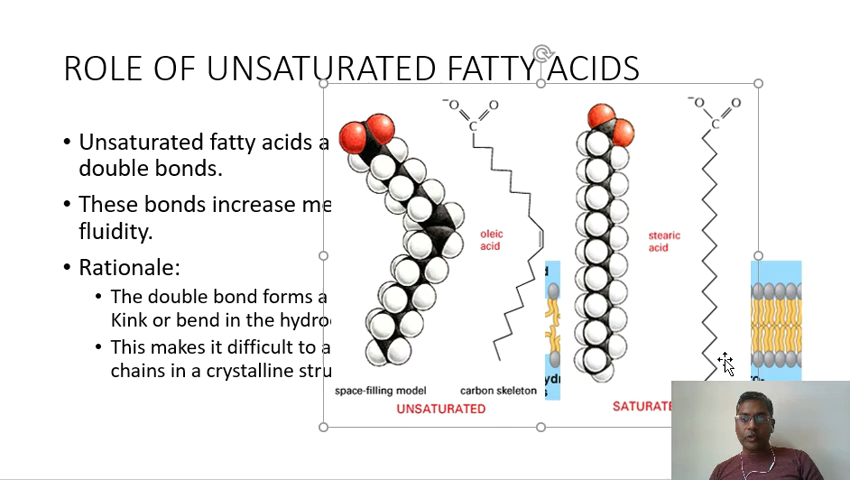 ROLE OF UNSATURATED FATTY ACIDS
• Unsaturated fatty acids a
double bonds.
• These bonds increase me
fluidity.
• Rationale:
• The double bond forms a
Kink or bend in the hydro
• This makes it difficult to a
chains in a crystalline stru
⁻O O
C
oleic
acid
space-filling model carbon skeleton
UNSATURATED
⁻O O
C
stearic
acid
SATURATE